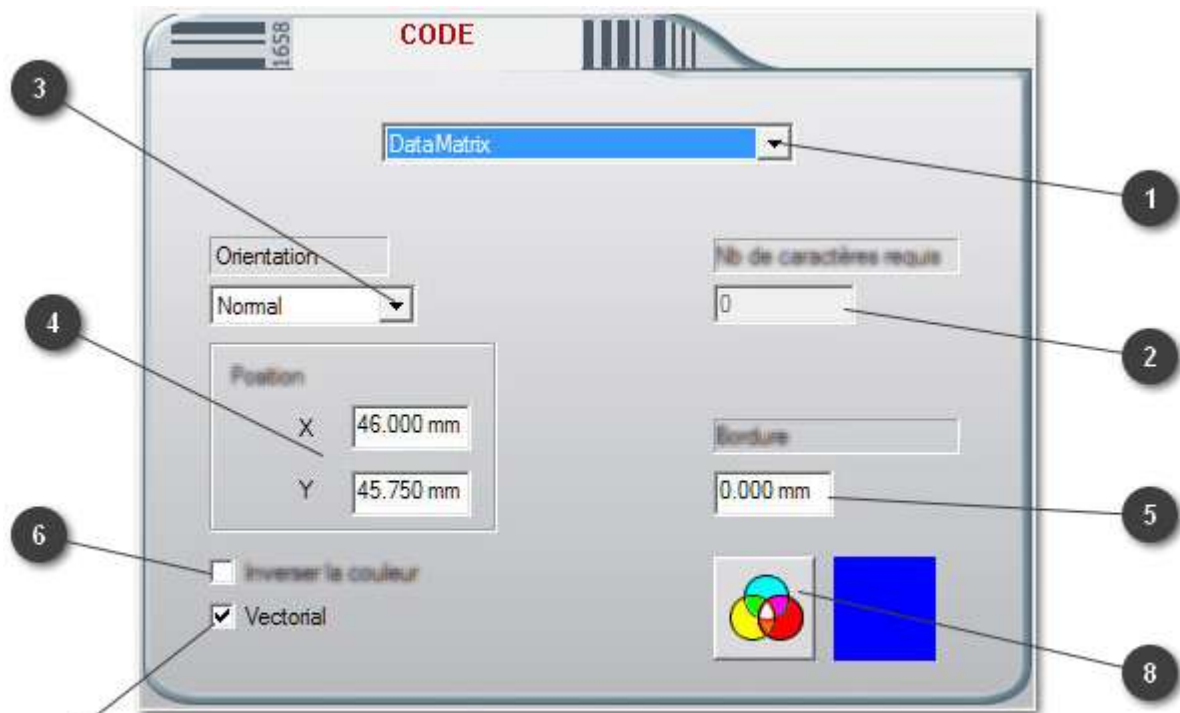 1658
CODE
3
DataMatrix
1
Orientation
Nb de caractères requis
Normal
0
4
2
Position
X 46.000 mm
Bordure
Y 45.750 mm
0.000 mm
5
6
Inverser la couleur
Vectorial
8